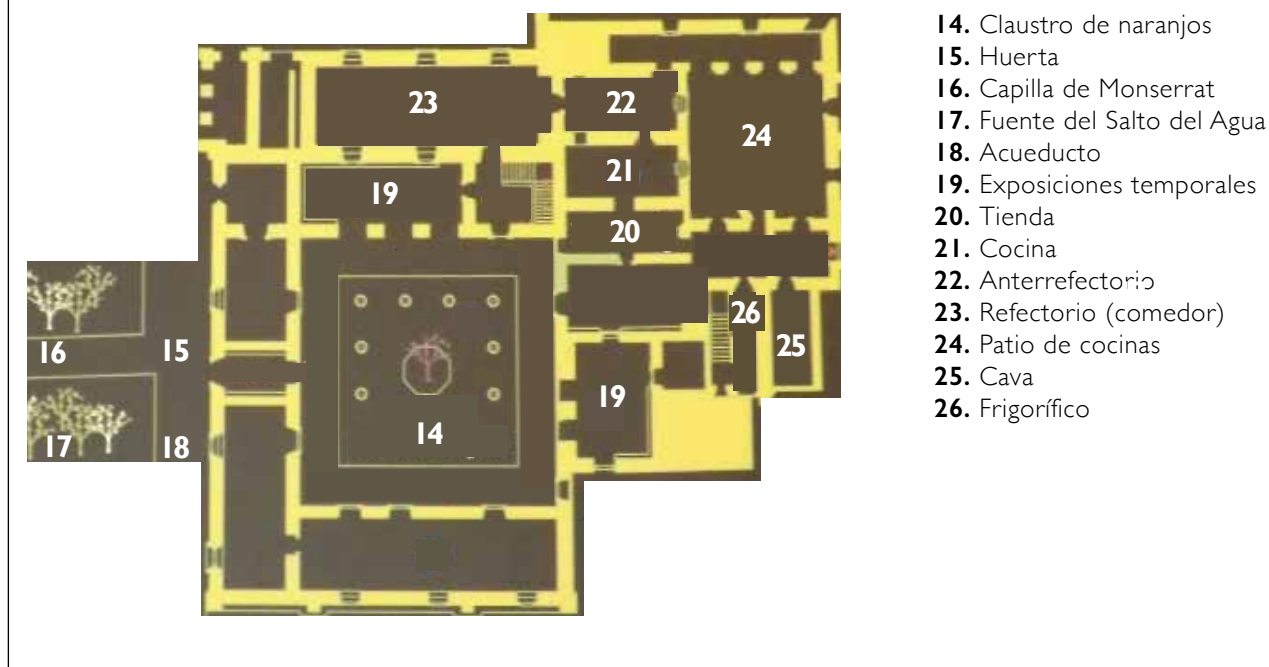 23
22
24
21
19
20
26
16
15
25
19
14
17
18
14. Claustro de naranjos
15. Huerta
16. Capilla de Monserrat
17. Fuente del Salto del Agua
18. Acueducto
19. Exposiciones temporales
20. Tienda
21. Cocina
22. Anterrefectorio
23. Refectorio (comedor)
24. Patio de cocinas
25. Cava
26. Frigorífico